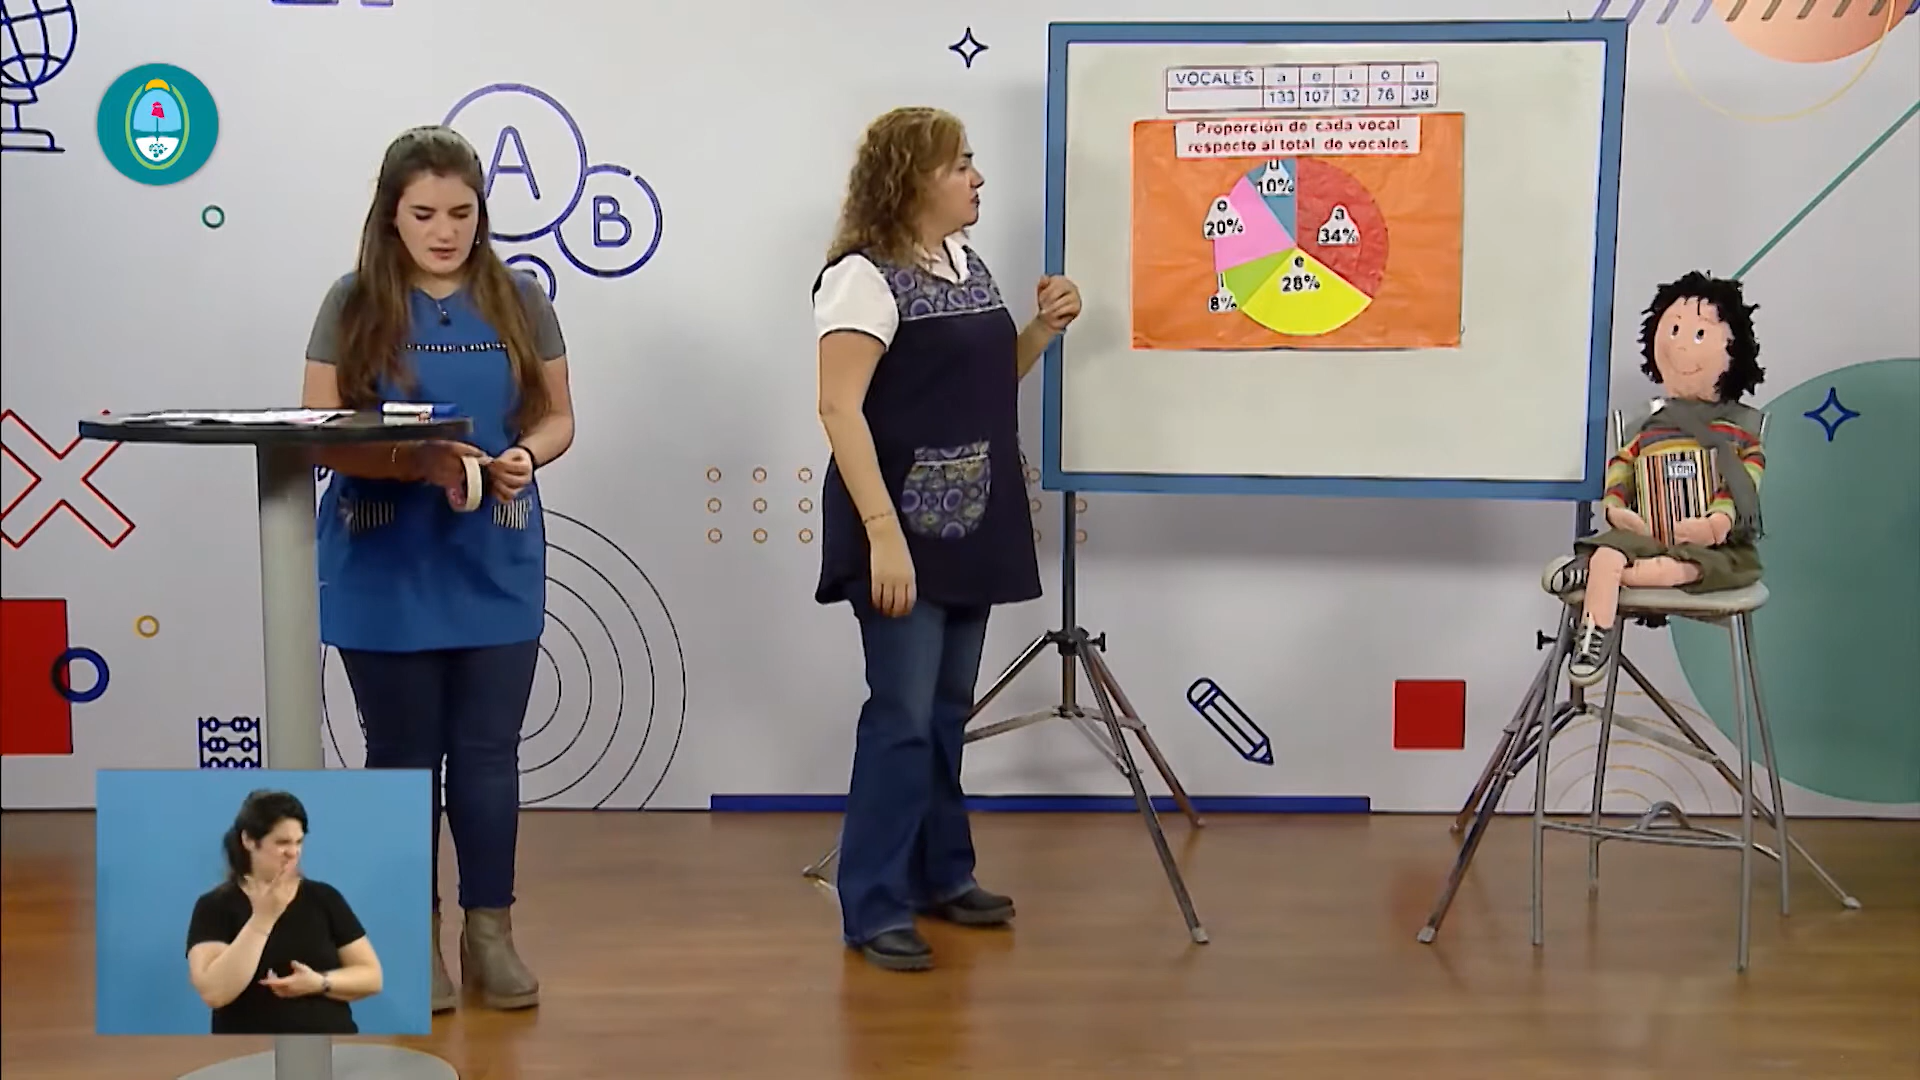 A
B
VOCALES a e i o u
133 107 32 76 38
Proporción de cada vocal
respecto al total de vocales
u
10%
a
34%
o
20%
e
28%
i
8%